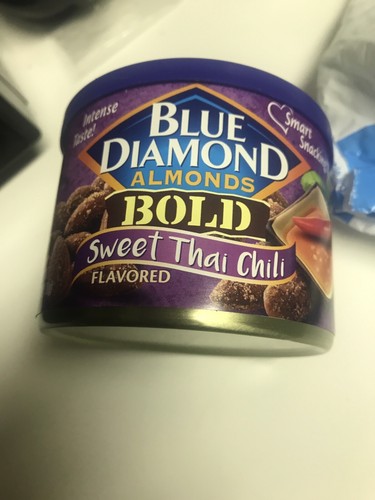 Intense
Taste!
Smart
Snacking
BLUE
DIAMOND
ALMONDS
BOLD
Sweet Thai Chili
FLAVORED